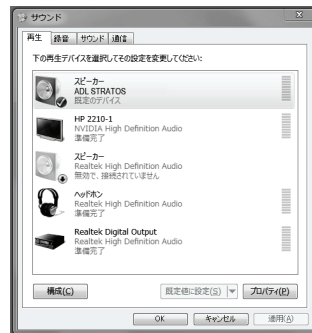 サウンド
再生 録音 サウンド 通信
下の再生デバイスを選択してその設定を変更してください:
スピーカー
ADL STRATOS
既定のデバイス
HP 2210-1
NVIDIA High Definition Audio
準備完了
スピーカー
Realtek High Definition Audio
無効で、接続されていません
ヘッドホン
Realtek High Definition Audio
準備完了
Realtek Digital Output
Realtek High Definition Audio
準備完了
構成(C) 既定値に設定(S) プロパティ(P)
OK キャンセル 適用(A)